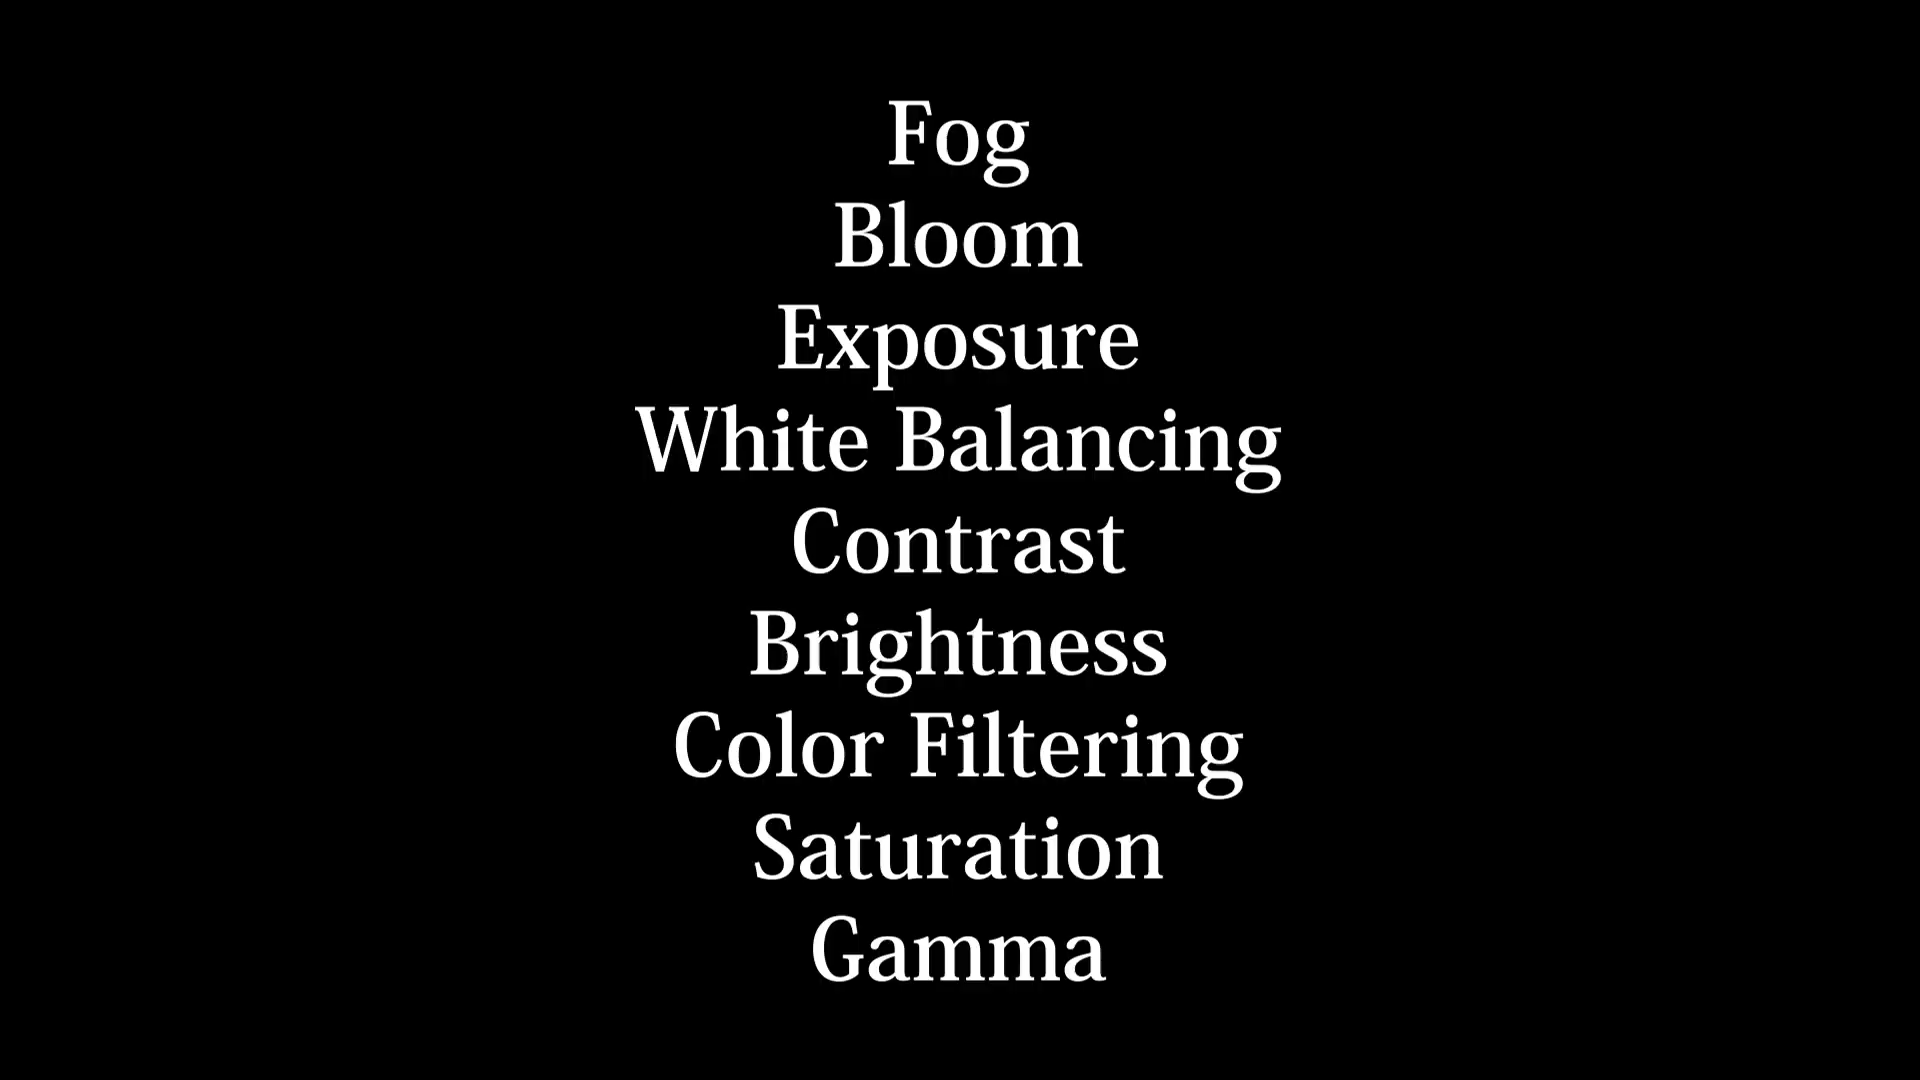 Fog
Bloom
Exposure
White Balancing
Contrast
Brightness
Color Filtering
Saturation
Gamma